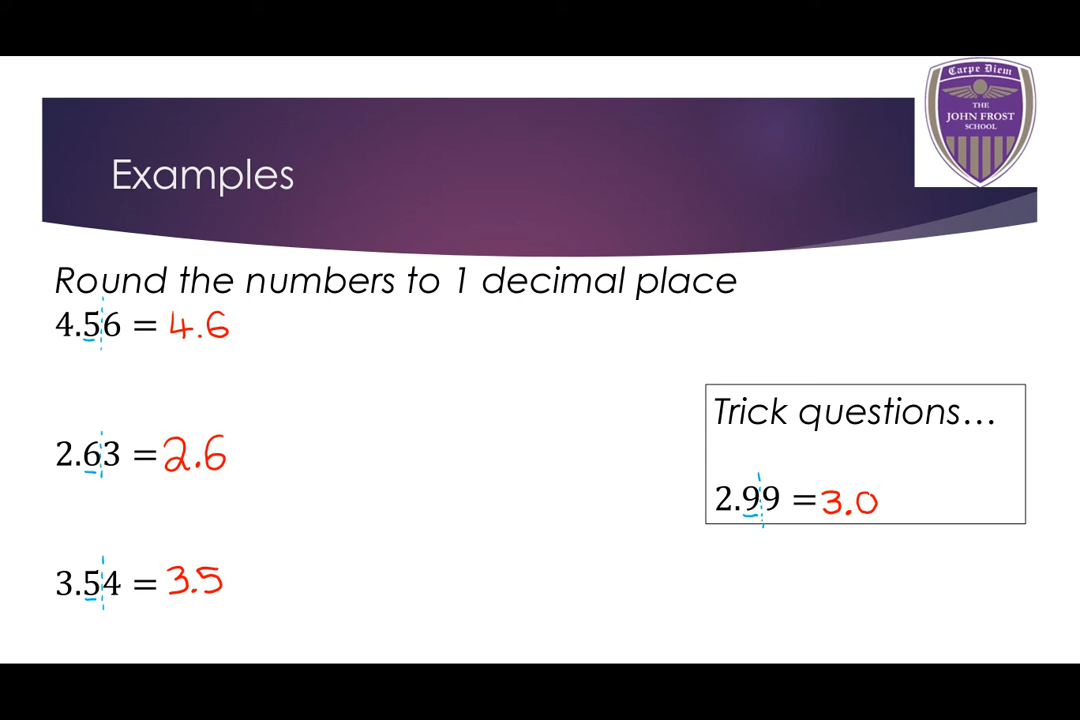 Carpe Diem
THE
JOHN FROST
SCHOOL
Examples
Round the numbers to 1 decimal place
4.56 = 4.6
2.63 = 2.6
3.54 = 3.5
Trick questions...
2.99 = 3.0